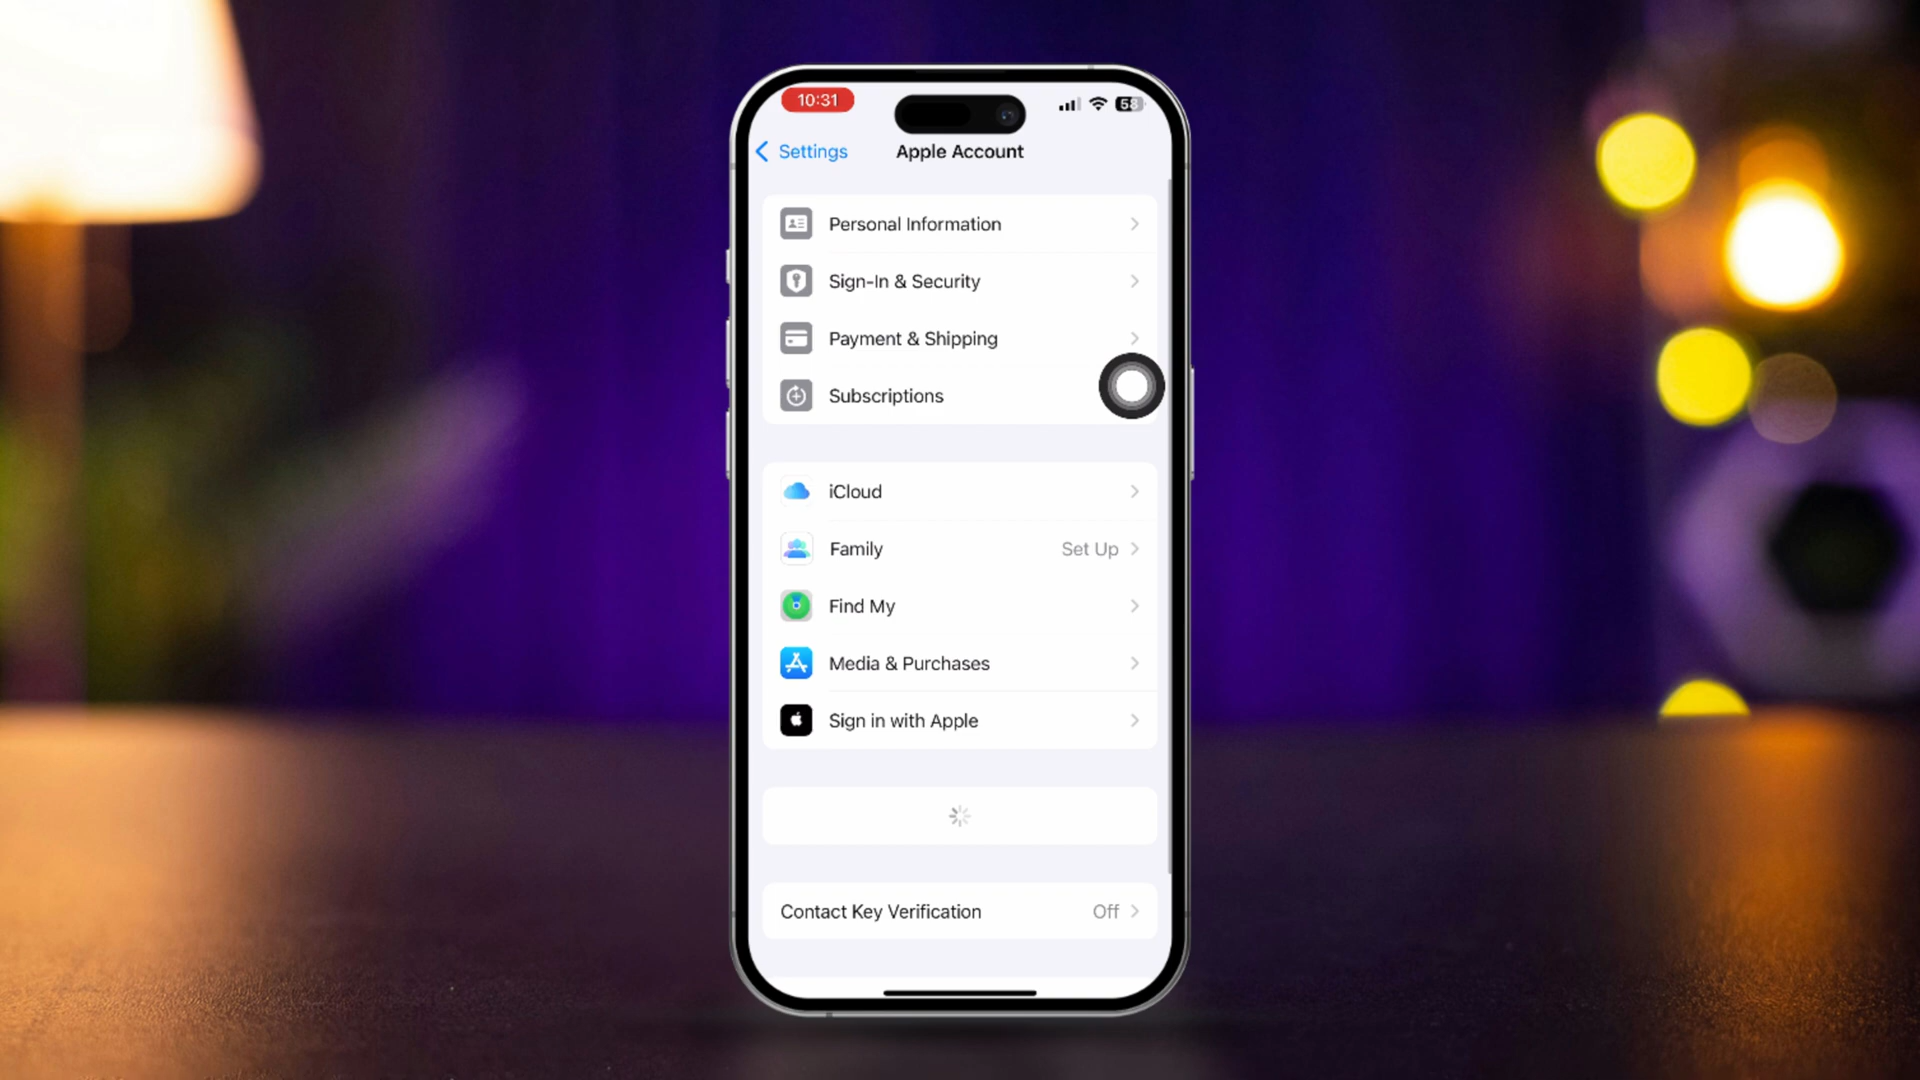 10:31
58
Settings
Apple Account
Personal Information
Sign-In & Security
Payment & Shipping
Subscriptions
iCloud
Family Set Up
Find My
Media & Purchases
Sign in with Apple
Contact Key Verification Off